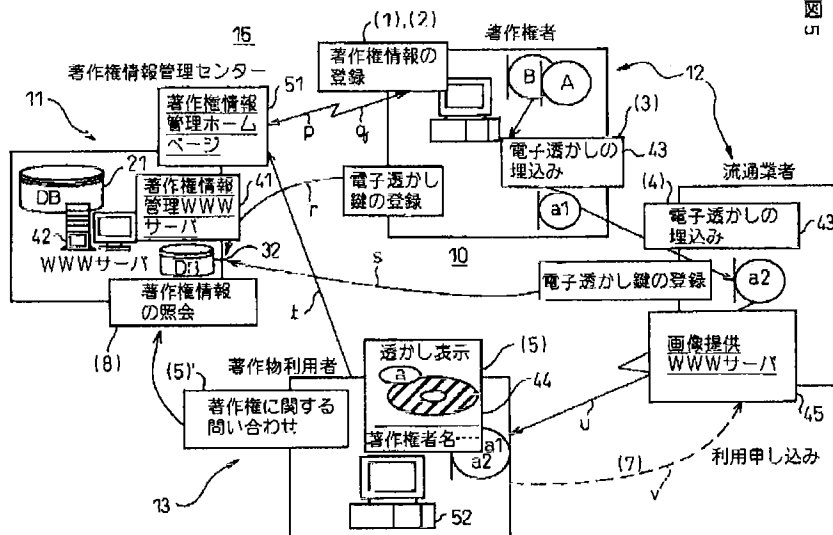 図5
15
(1),(2)
著作権者
著作権情報管理センター
51
著作権情報の
登録
B
A
12
11
著作権情報
管理ホーム
ページ
p
q
(3)
21
電子透かしの
埋込み
43
流通業者
DB
著作権情報
管理WWW
サーバ
41
電子透かし
鍵の登録
r
(4)
電子透かしの
埋込み
43
42
a1
WWWサーバ
DB
32
10
s
電子透かし鍵の登録
a2
著作権情報
の照会
(8)
t
透かし表示
(5)
画像提供
WWWサーバ
(5)'
著作物利用者
a
44
著作権に関する
問い合わせ
著作権者名----
a1
a2
u
45
(7)
利用申し込み
v
13
52